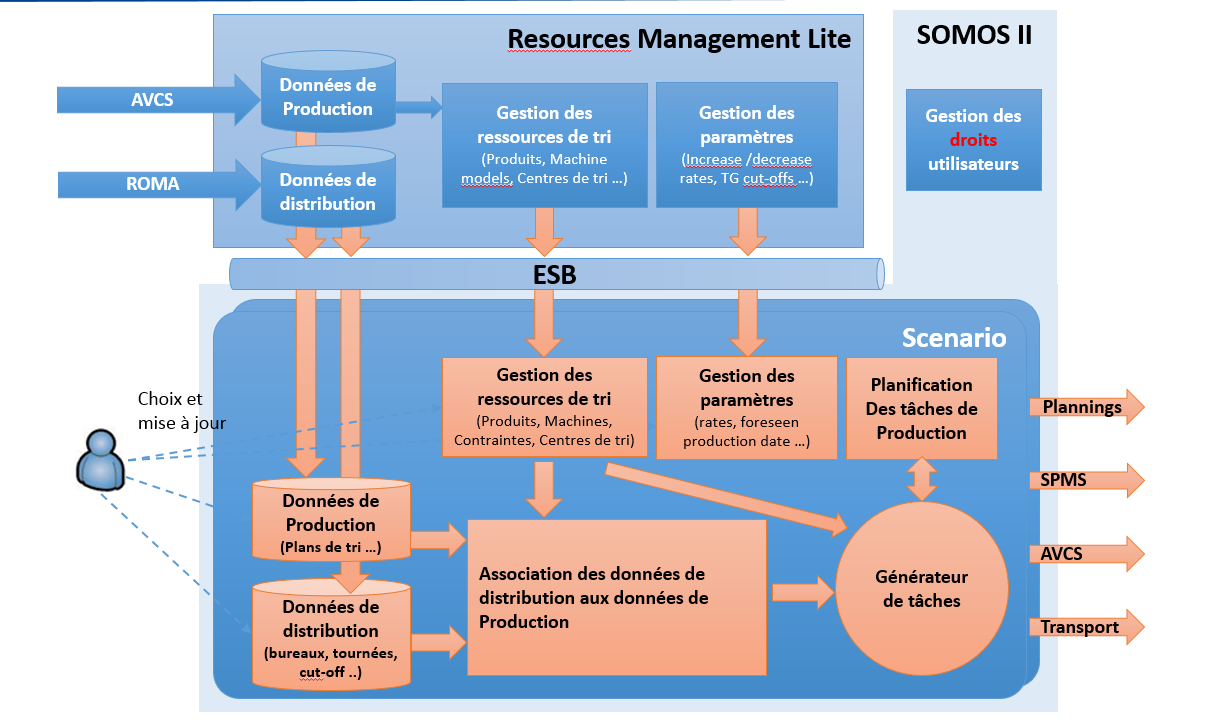 Resources Management Lite
SOMOS II
AVCS
Données de
Production
Gestion des
ressources de tri
(Produits, Machine
models, Centres de tri …)
Gestion des
paramètres
(Increase /decrease
rates, TG cut-offs …)
Gestion des
droits
utilisateurs
ROMA
Données de
distribution
ESB
Scenario
Choix et
mise à jour
Gestion des
ressources de tri
(Produits, Machines,
Contraintes, Centres de tri)
Gestion des
paramètres
(rates, foreseen
production date …)
Planification
Des tâches de
Production
Plannings
SPMS
AVCS
Transport
Données de
Production
(Plans de tri …)
Données de
distribution
(bureaux, tournées,
cut-off ..)
Association des données de
distribution aux données de
Production
Générateur
de tâches